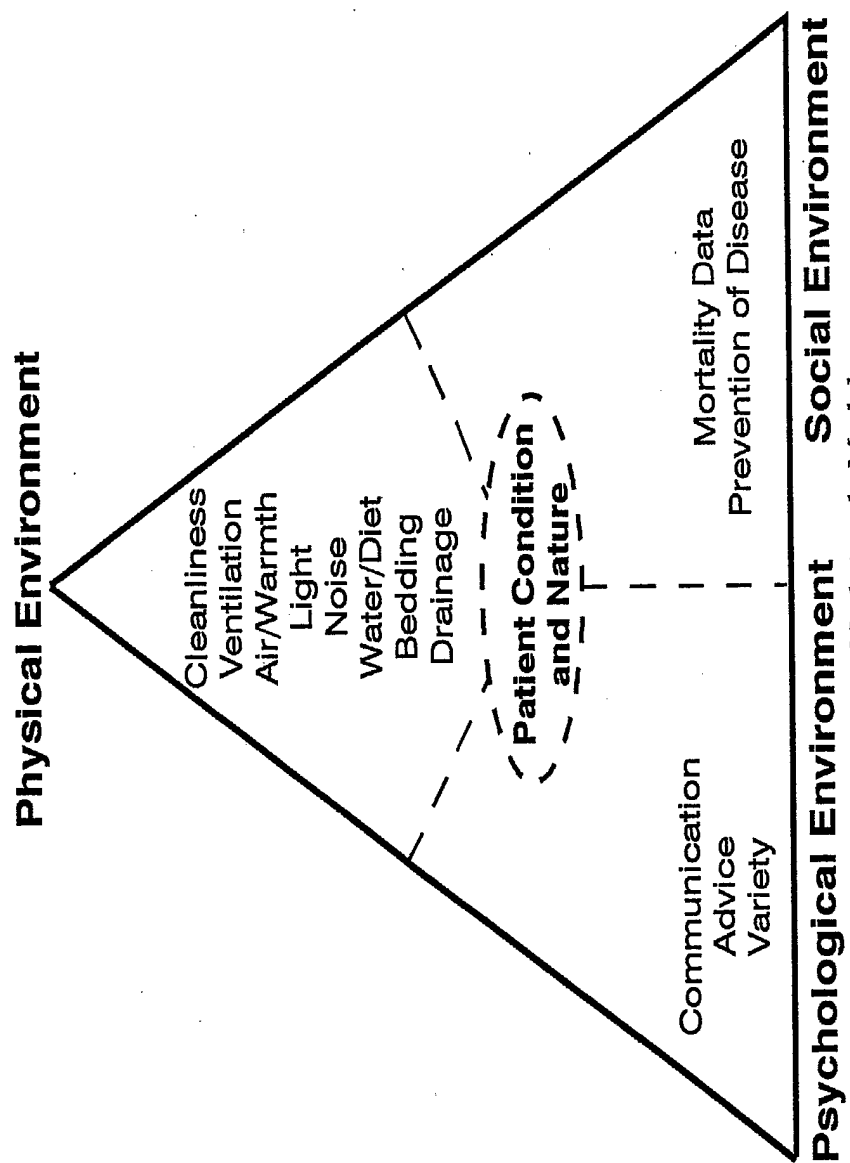 Physical Environment
Cleanliness
Ventilation
Air/Warmth
Light
Noise
Water/Diet
Bedding
Drainage
Patient Condition
and Nature
Communication
Advice
Variety
Mortality Data
Prevention of Disease
Psychological Environment
Social Environment